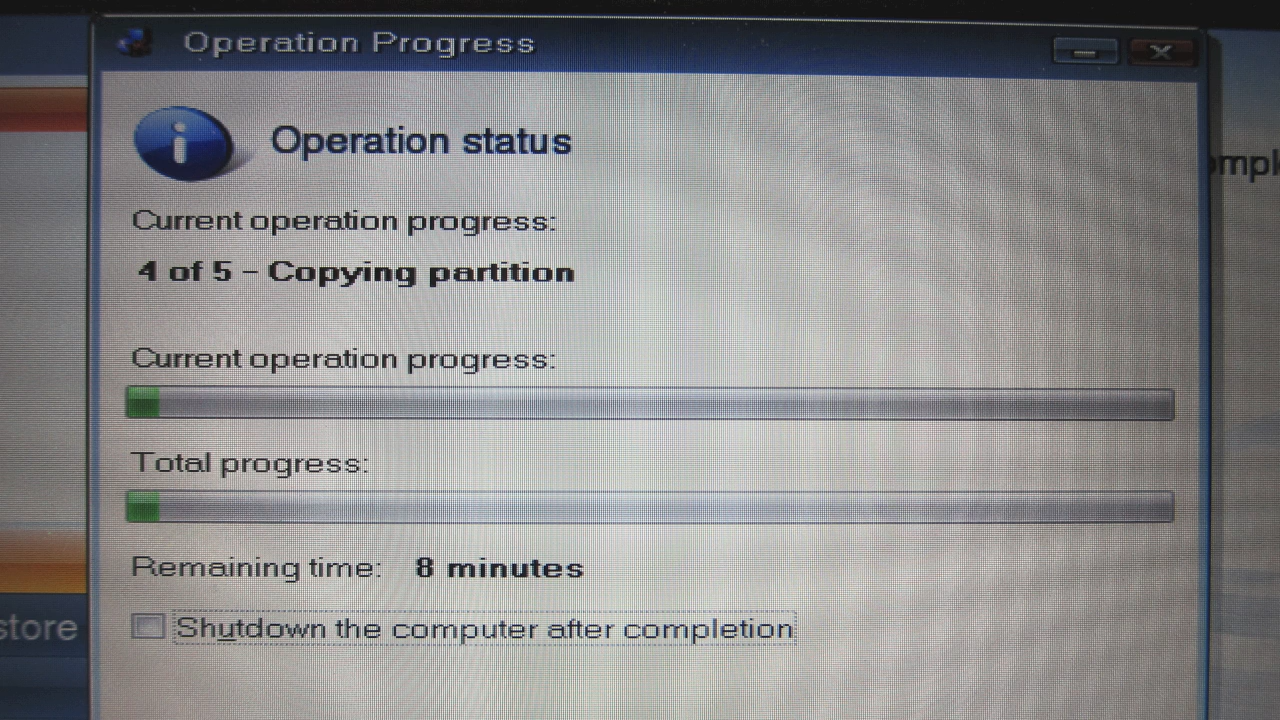 Operation Progress
Operation status
Current operation progress:
4 of 5 - Copying partition
Current operation progress:
Total progress:
Remaining time: 8 minutes
Shutdown the computer after completion
store